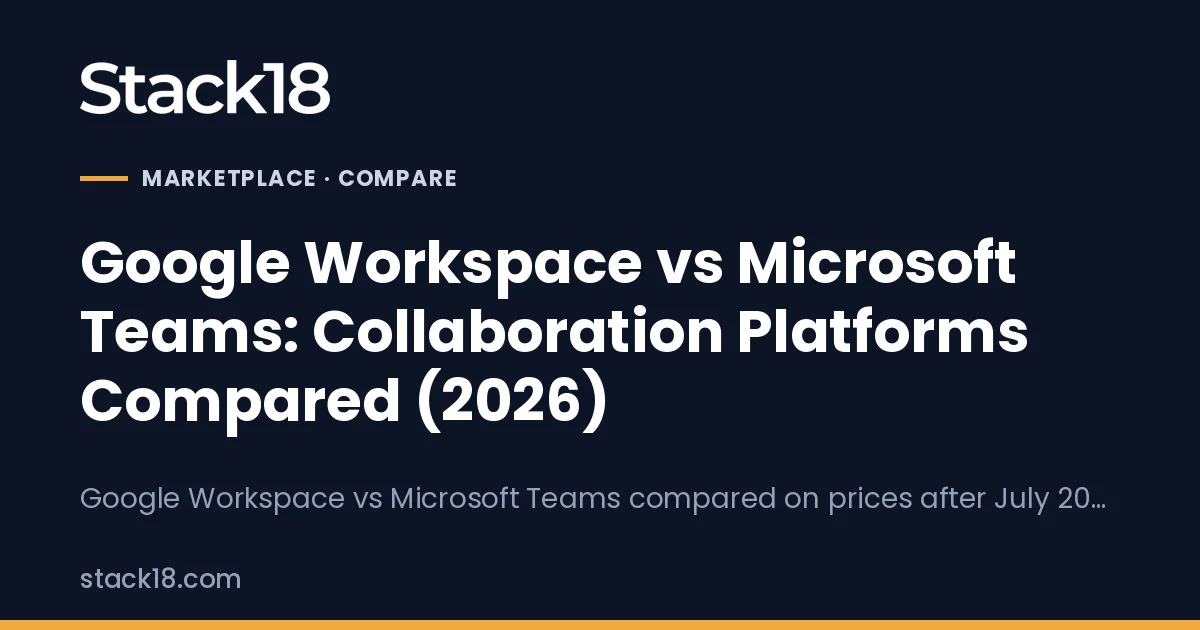 Stack18
MARKETPLACE · COMPARE
Google Workspace vs Microsoft
Teams: Collaboration Platforms
Compared (2026)
Google Workspace vs Microsoft Teams compared on prices after July 20...
stack18.com